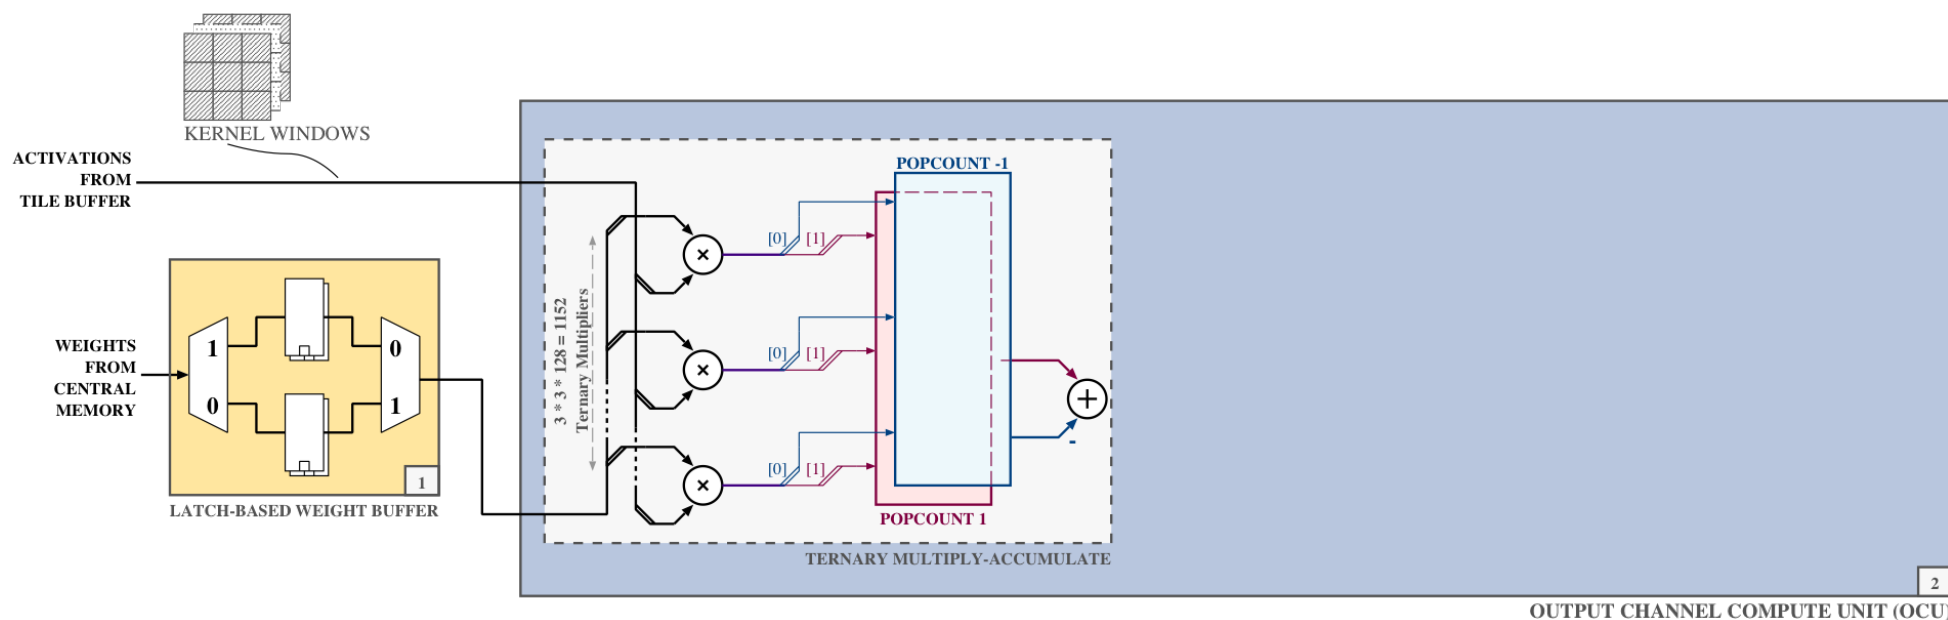 KERNEL WINDOWS
ACTIVATIONS
FROM
TILE BUFFER
WEIGHTS
FROM
CENTRAL
MEMORY
1
0
0
1
1
LATCH-BASED WEIGHT BUFFER
3 * 3 * 128 = 1152
Ternary Multipliers
×
[0] [1]
×
[0] [1]
×
[0] [1]
POPCOUNT -1
POPCOUNT 1
+
-
TERNARY MULTIPLY-ACCUMULATE
2
OUTPUT CHANNEL COMPUTE UNIT (OCU)